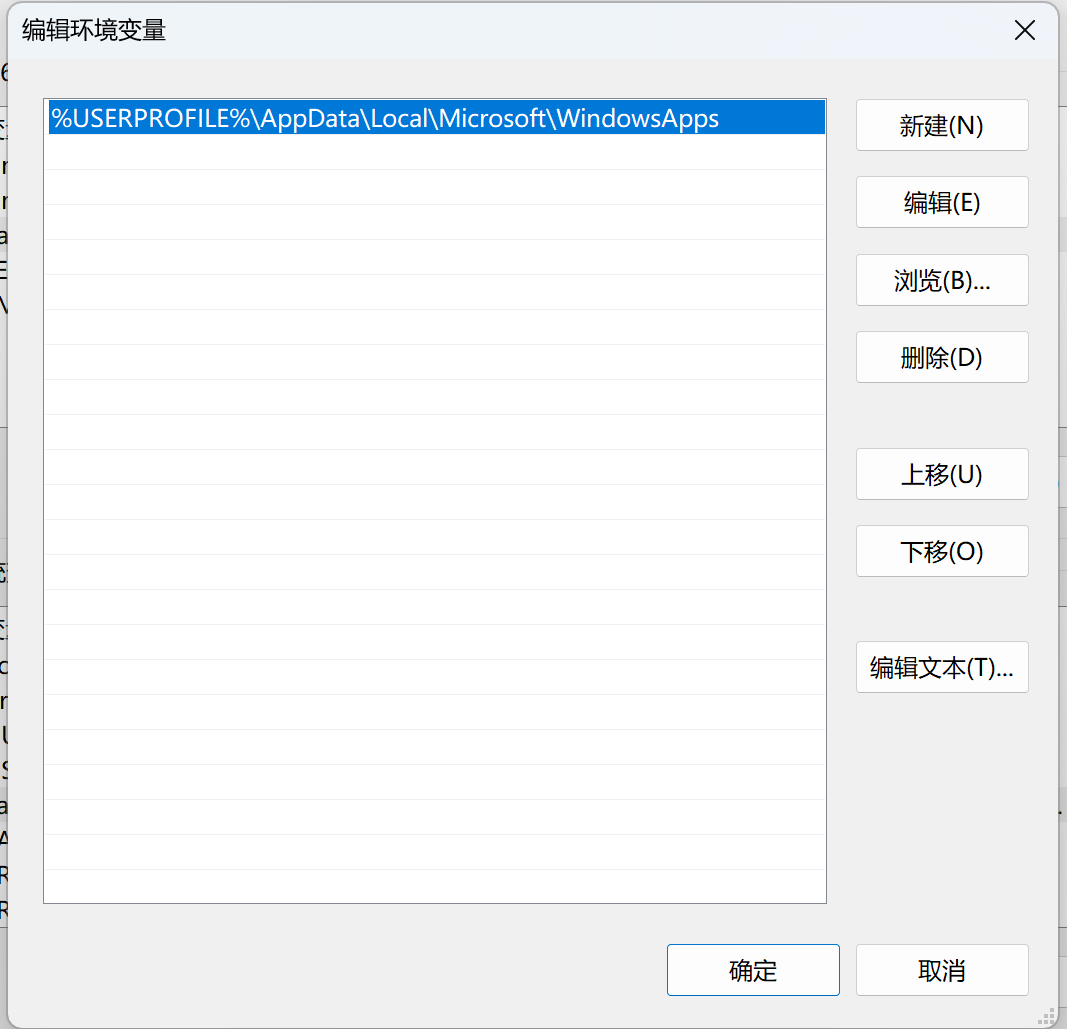 编辑环境变量
%USERPROFILE%\AppData\Local\Microsoft\WindowsApps
新建(N)
编辑(E)
浏览(B)...
删除(D)
上移(U)
下移(O)
编辑文本(T)...
确定
取消